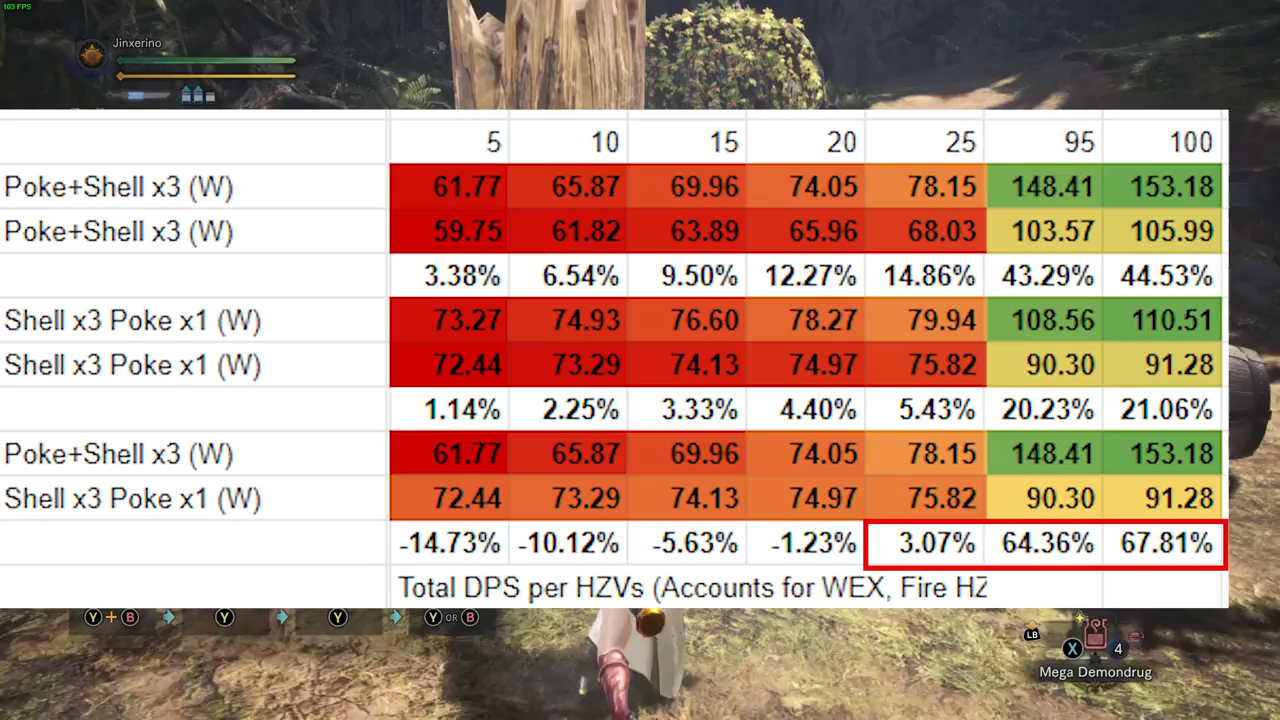 103 FPS
Jinxerino
5 10 15 20 25 95 100
Poke+Shell x3 (W) 61.77 65.87 69.96 74.05 78.15 148.41 153.18
Poke+Shell x3 (W) 59.75 61.82 63.89 65.96 68.03 103.57 105.99
3.38% 6.54% 9.50% 12.27% 14.86% 43.29% 44.53%
Shell x3 Poke x1 (W) 73.27 74.93 76.60 78.27 79.94 108.56 110.51
Shell x3 Poke x1 (W) 72.44 73.29 74.13 74.97 75.82 90.30 91.28
1.14% 2.25% 3.33% 4.40% 5.43% 20.23% 21.06%
Poke+Shell x3 (W) 61.77 65.87 69.96 74.05 78.15 148.41 153.18
Shell x3 Poke x1 (W) 72.44 73.29 74.13 74.97 75.82 90.30 91.28
-14.73% -10.12% -5.63% -1.23% 3.07% 64.36% 67.81%
Total DPS per HZVs (Accounts for WEX, Fire HZ
Y + B Y Y Y OR B
LB
X 4
Mega Demondrug